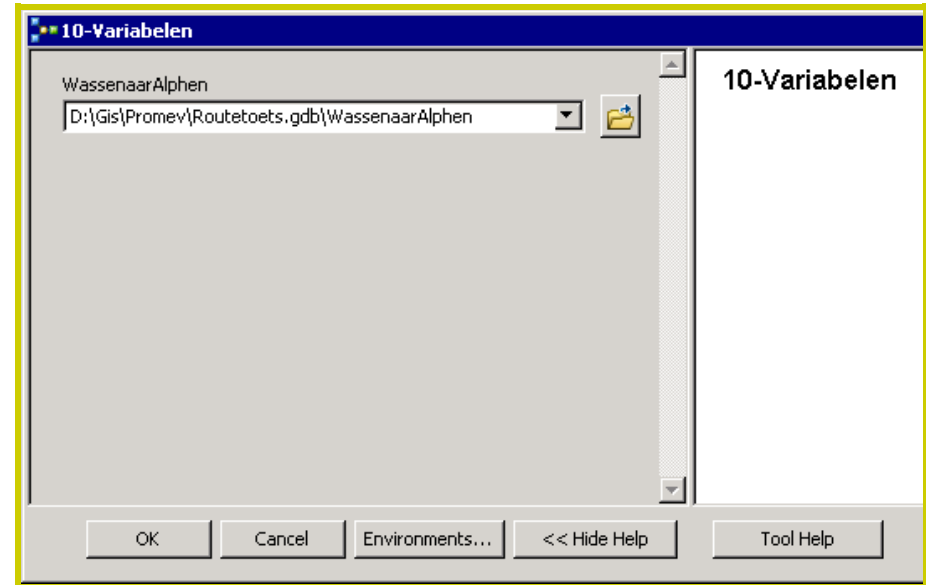 10-Variabelen
WassenaarAlphen
D:\Gis\Promev\Routetoets.gdb\WassenaarAlphen
10-Variabelen
OK
Cancel
Environments...
<< Hide Help
Tool Help